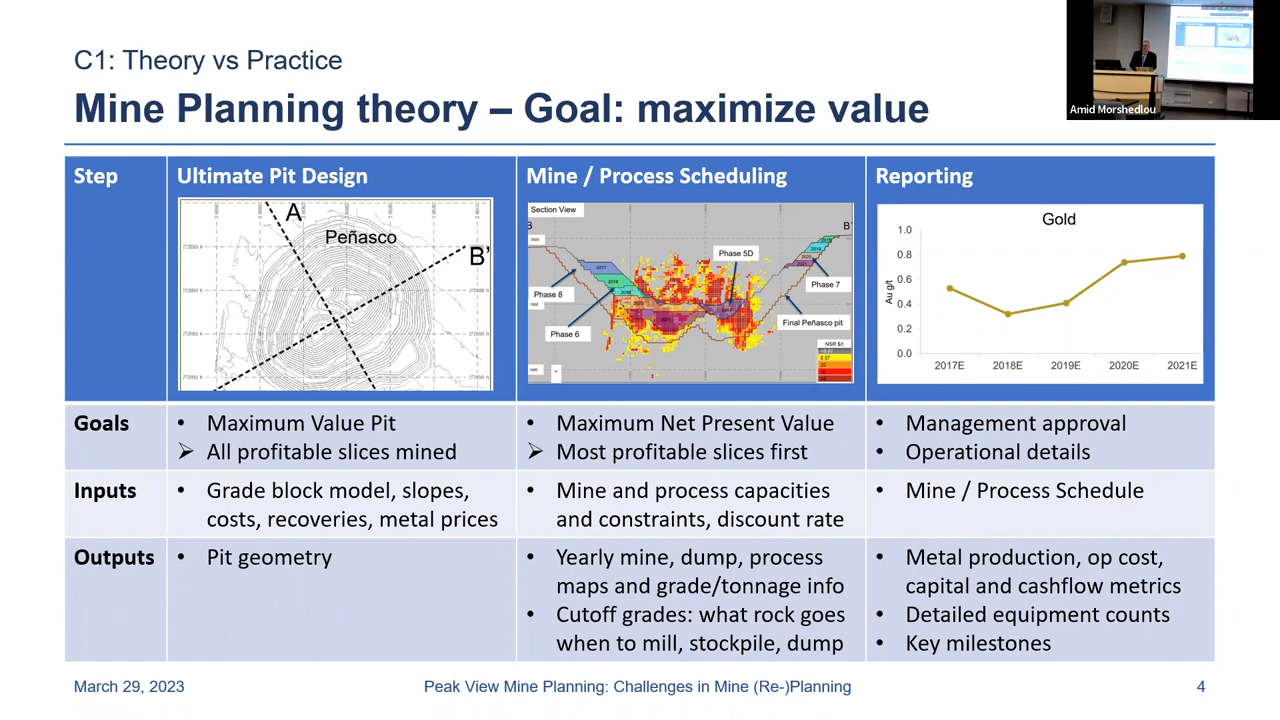 C1: Theory vs Practice
Mine Planning theory – Goal: maximize value
Amid Morshedlou
Step
Ultimate Pit Design
Mine / Process Scheduling
Reporting
A
Peñasco
B'
Section View
B
B'
Phase 5D
2017
2018
2019
2020
2021
Phase 8
Phase 7
Phase 6
Final Peñasco pit
NSR $/t
Gold
Au g/t
1.0
0.8
0.6
0.4
0.2
0.0
2017E 2018E 2019E 2020E 2021E
Goals
• Maximum Value Pit
➢ All profitable slices mined
• Maximum Net Present Value
➢ Most profitable slices first
• Management approval
• Operational details
Inputs
• Grade block model, slopes,
costs, recoveries, metal prices
• Mine and process capacities
and constraints, discount rate
• Mine / Process Schedule
Outputs
• Pit geometry
• Yearly mine, dump, process
maps and grade/tonnage info
• Cutoff grades: what rock goes
when to mill, stockpile, dump
• Metal production, op cost,
capital and cashflow metrics
• Detailed equipment counts
• Key milestones
March 29, 2023
Peak View Mine Planning: Challenges in Mine (Re-)Planning
4